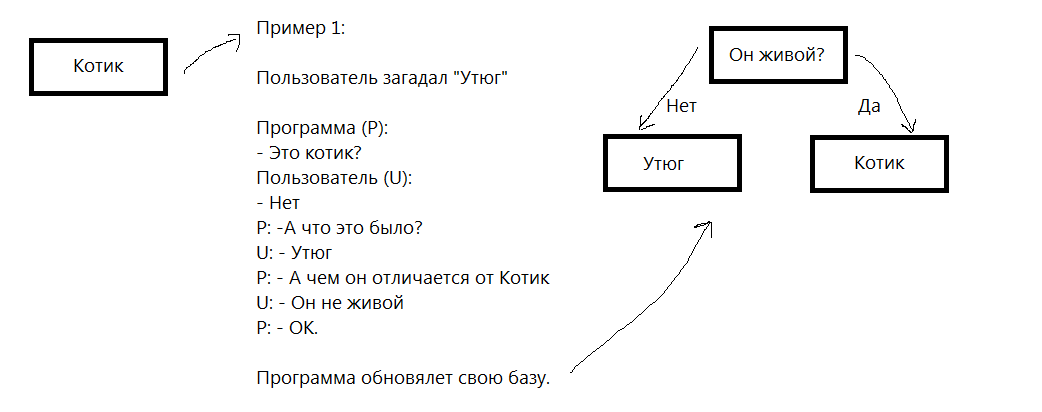 Котик
Пример 1:
Пользователь загадал "Утюг"
Программа (P):
- Это котик?
Пользователь (U):
- Нет
P: -А что это было?
U: - Утюг
P: - А чем он отличается от Котик
U: - Он не живой
P: - ОК.
Программа обновялет свою базу.
Он живой?
Нет
Да
Утюг
Котик